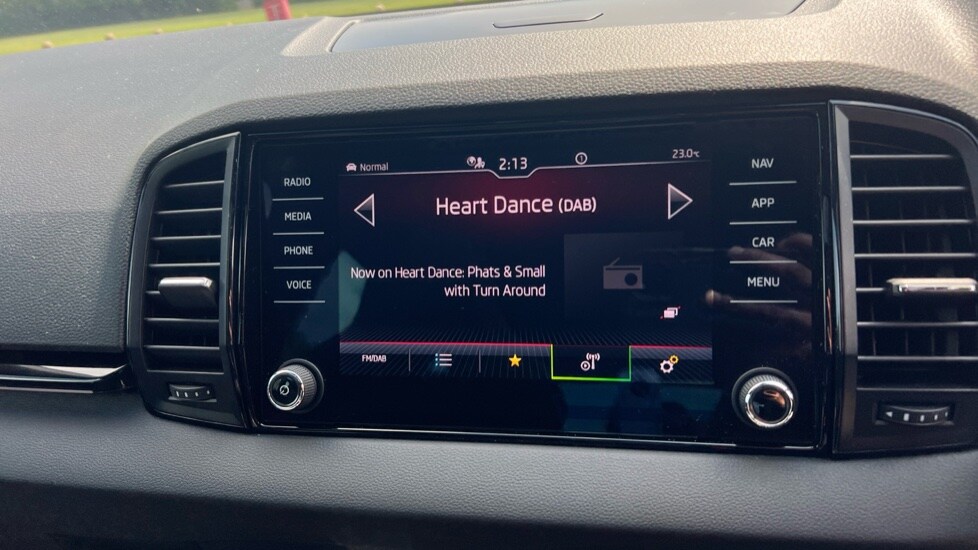 Normal
2:13
1
23.0°C
RADIO
MEDIA
PHONE
VOICE
Heart Dance (DAB)
Now on Heart Dance: Phats & Small
with Turn Around
FM/DAB
NAV
APP
CAR
MENU